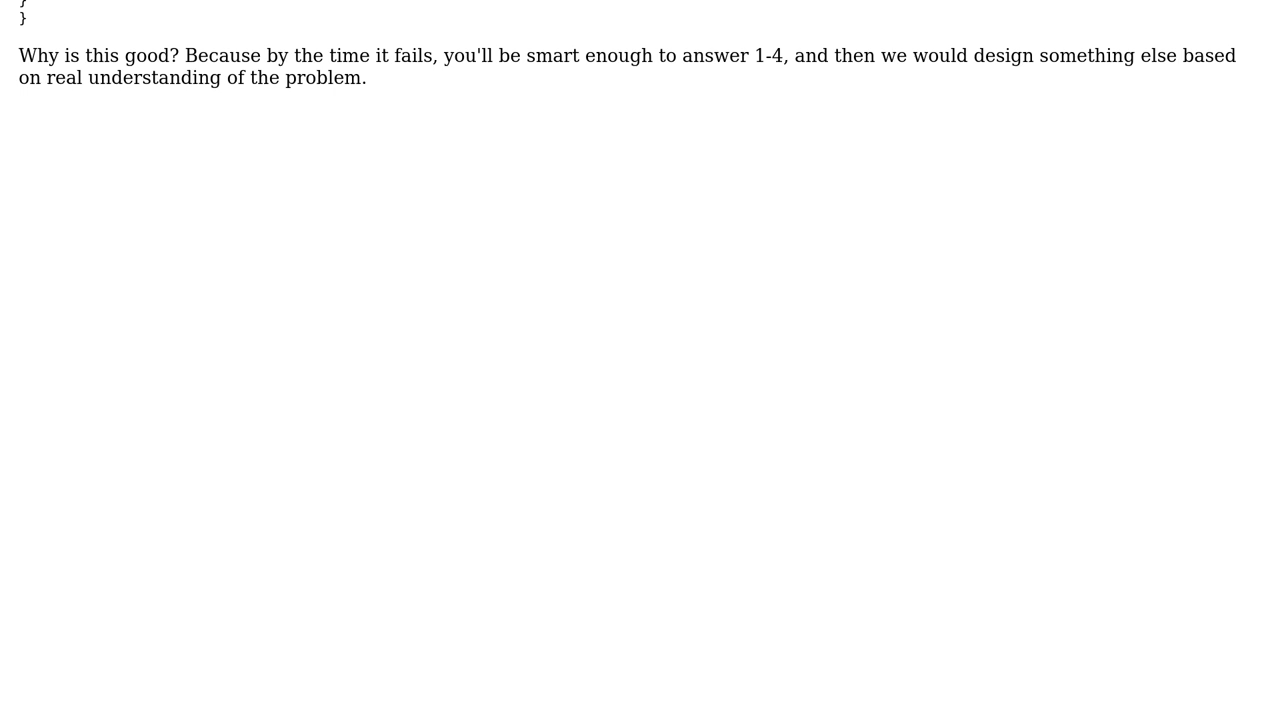 }
}
Why is this good? Because by the time it fails, you'll be smart enough to answer 1-4, and then we would design something else based
on real understanding of the problem.